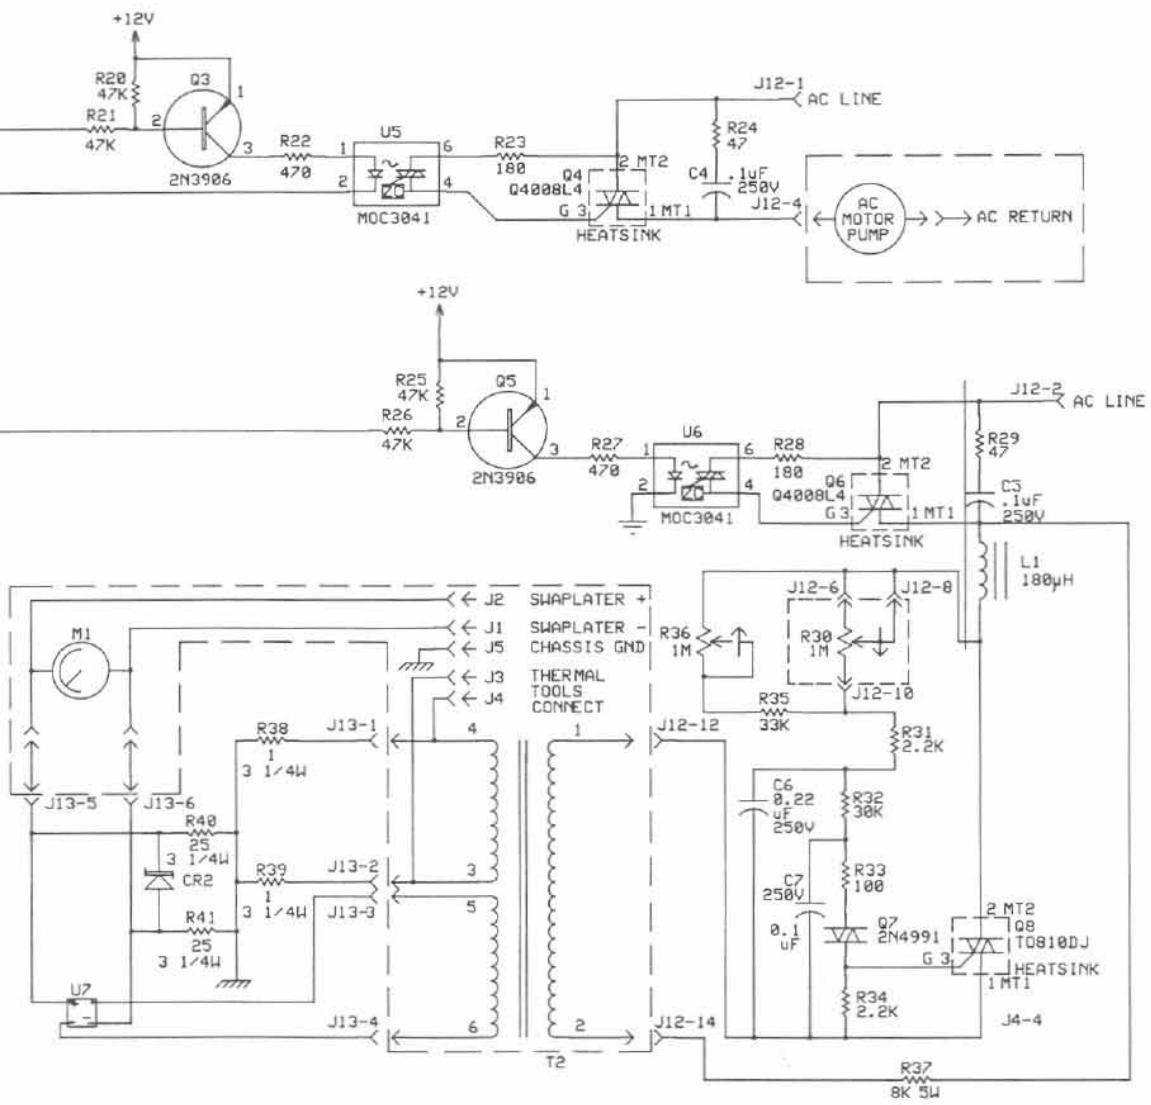 +12V
R20
47K
Q3
1
R21
47K
2
3
2N3906
R22
470
U5
1
2
6
4
ZC
MOC3041
R23
180
Q4
Q4008L4
2 MT2
G 3
1 MT1
HEATSINK
J12-1
AC LINE
R24
47
C4
.1uF
250V
J12-4
AC
MOTOR
PUMP
AC RETURN
+12V
R25
47K
Q5
1
R26
47K
2
3
2N3906
R27
470
U6
1
2
6
4
ZC
MOC3041
R28
180
Q6
Q4008L4
2 MT2
G 3
1 MT1
HEATSINK
J12-2
AC LINE
R29
47
C5
.1uF
250V
L1
180µH
J2 SWAPLATER +
J1 SWAPLATER -
J5 CHASSIS GND
J3 THERMAL
J4 TOOLS
CONNECT
M1
R36
1M
J12-6
J12-8
R30
1M
J12-10
R35
33K
R31
2.2K
R38
1
3 1/4W
J13-1
4
1
J12-12
J13-5
J13-6
R40
25
3 1/4W
CR2
R39
1
3 1/4W
J13-2
3
J13-3
5
R41
25
3 1/4W
U7
-
J13-4
6
2
J12-14
T2
C6
0.22
uF
250V
R32
30K
R33
100
C7
250V
0.1
uF
Q7
2N4991
R34
2.2K
2 MT2
Q8
TO810DJ
G 3
HEATSINK
1 MT1
J4-4
R37
8K 5W